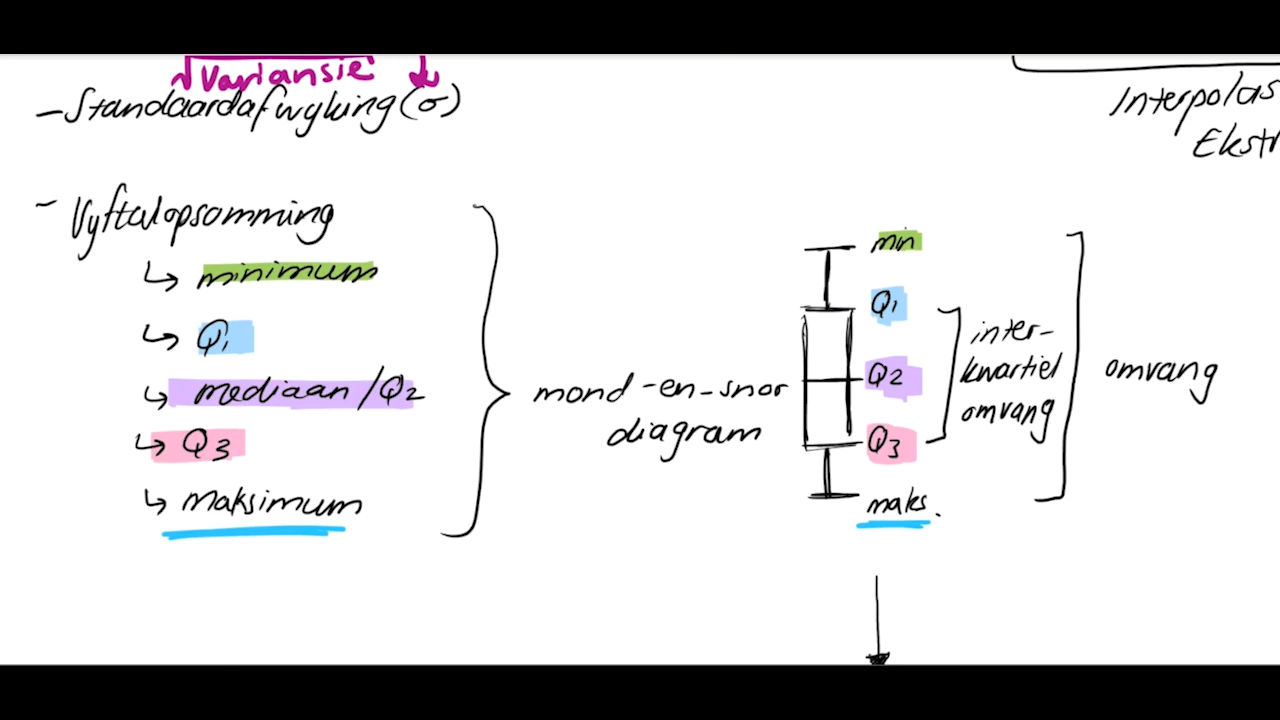 √variansie
- Standaardafwyking (σ)
Interpolas
Ekstr
- Vyftalopsomming
↳ minimum
↳ Q1
↳ mediaan / Q2
↳ Q3
↳ maksimum
mond-en-snor
diagram
min
Q1
Q2
Q3
maks.
inter-
kwartiel
omvang
omvang